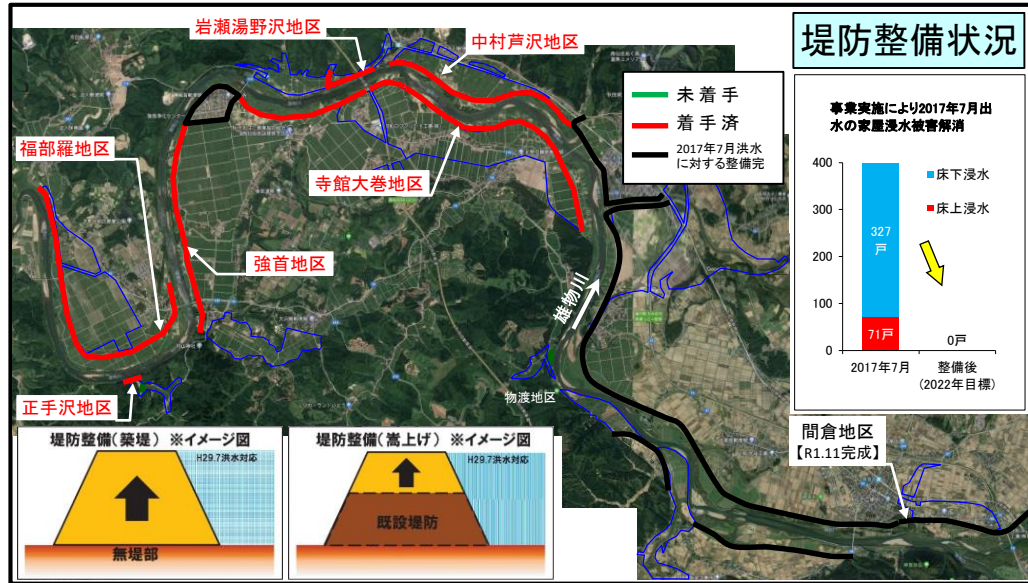 堤防整備状況
岩瀬湯野沢地区
中村芦沢地区
福部羅地区
寺館大巻地区
強首地区
正手沢地区
雄物川
物渡地区
間倉地区
【R1.11完成】
未 着 手
着 手 済
2017年7月洪水
に対する整備完
事業実施により2017年7月出
水の家屋浸水被害解消
400
300
200
100
0
床下浸水
床上浸水
327
戸
71戸
0戸
2017年7月
整備後
(2022年目標)
堤防整備(築堤) ※イメージ図
H29.7洪水対応
無堤部
堤防整備(嵩上げ) ※イメージ図
H29.7洪水対応
既設堤防